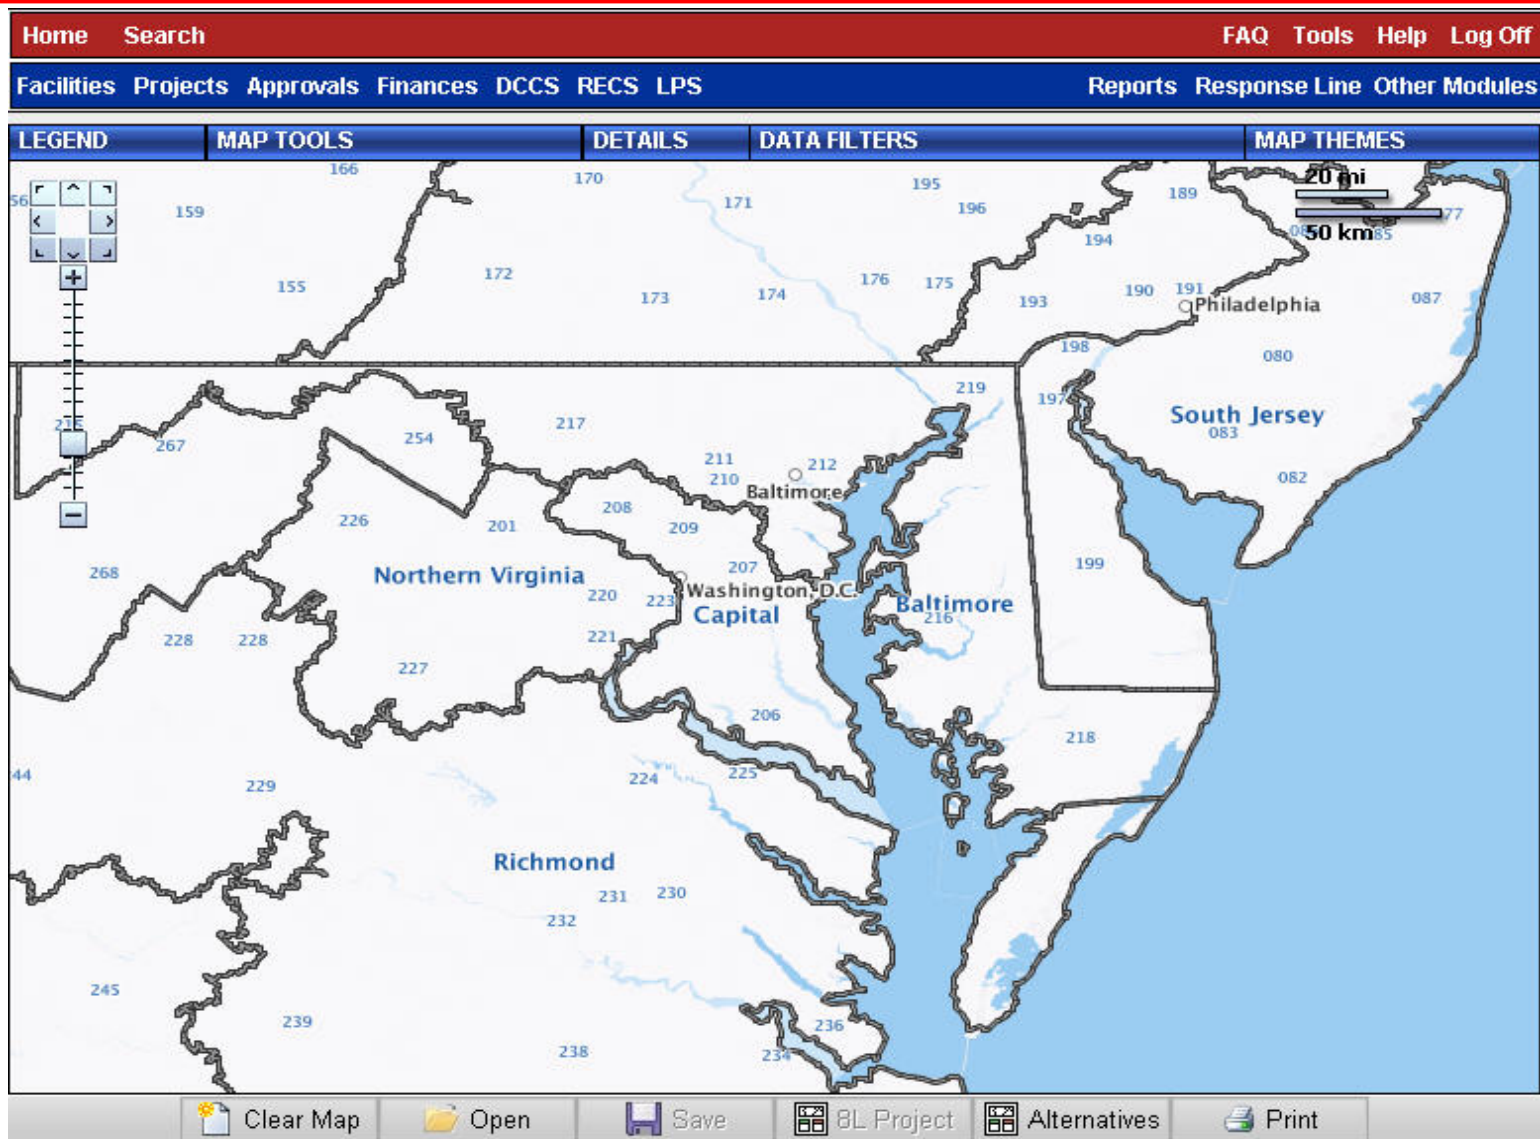 Home Search FAQ Tools Help Log Off
Facilities Projects Approvals Finances DCCS RECS LPS Reports Response Line Other Modules
LEGEND MAP TOOLS DETAILS DATA FILTERS MAP THEMES
166 170 195 189 20 mi
159 171 196 77
194 50 km 85
155 172 173 174 176 175 193 190 191 087
Philadelphia
198 080
219 197
215 267 254 217 South Jersey
083
211 212 082
210 Baltimore
226 201 208 209
268 Northern Virginia 207 199
220 223 Washington, D.C.
Capital Baltimore
216
228 228 221
227
206 218
44 229 224 225
Richmond
231 230
232
245
239 236
238 234
Clear Map Open Save 8L Project Alternatives Print